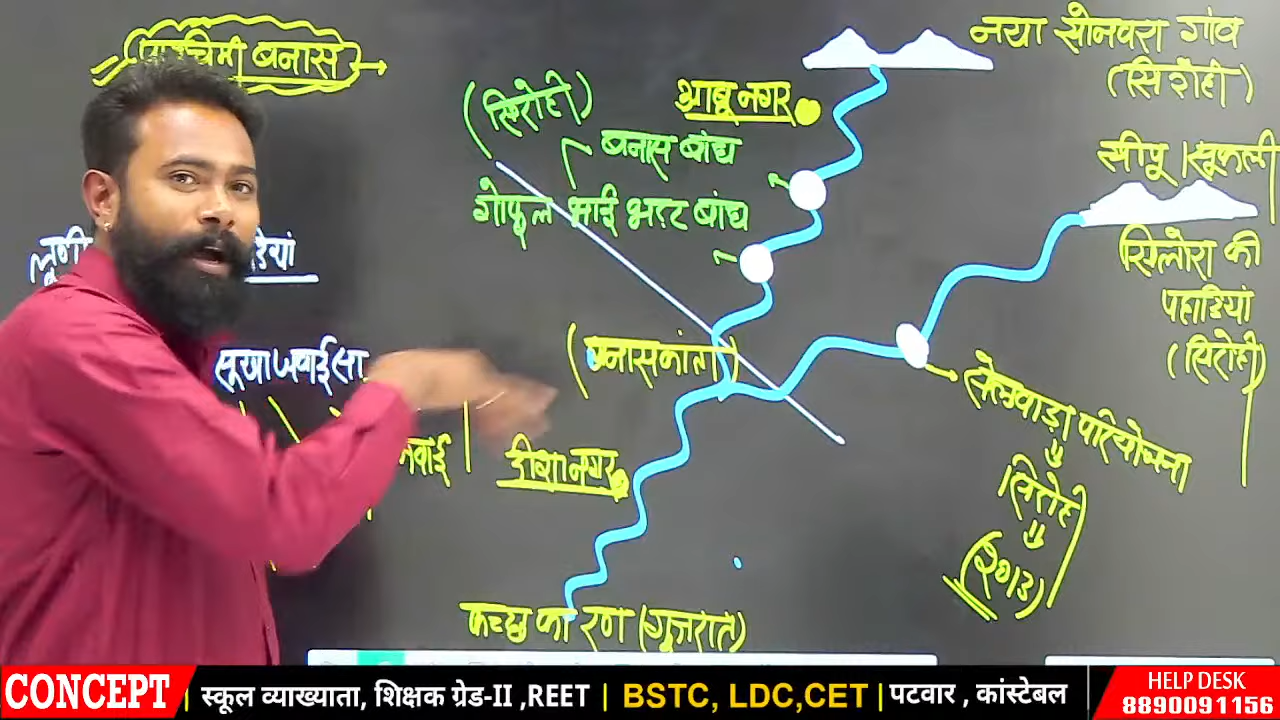 पश्चिमी बनास
नया सोनवरा गांव
(सिरोही)
आबू नगर
(सिरोही)
बनास बांध
गोकुल भाई भट्ट बांध
सीपू/सूकली
सिलोरा की
पहाडियां
(सिरोही)
सूखा जवाई सा
(बनासकांता)
सेलवाड़ा परियोजना
सिरोही
डीसा नगर
कच्छ का रण (गुजरात)
CONCEPT
स्कूल व्याख्याता, शिक्षक ग्रेड-II ,REET | BSTC, LDC,CET | पटवार , कांस्टेबल
HELP DESK
8890091156